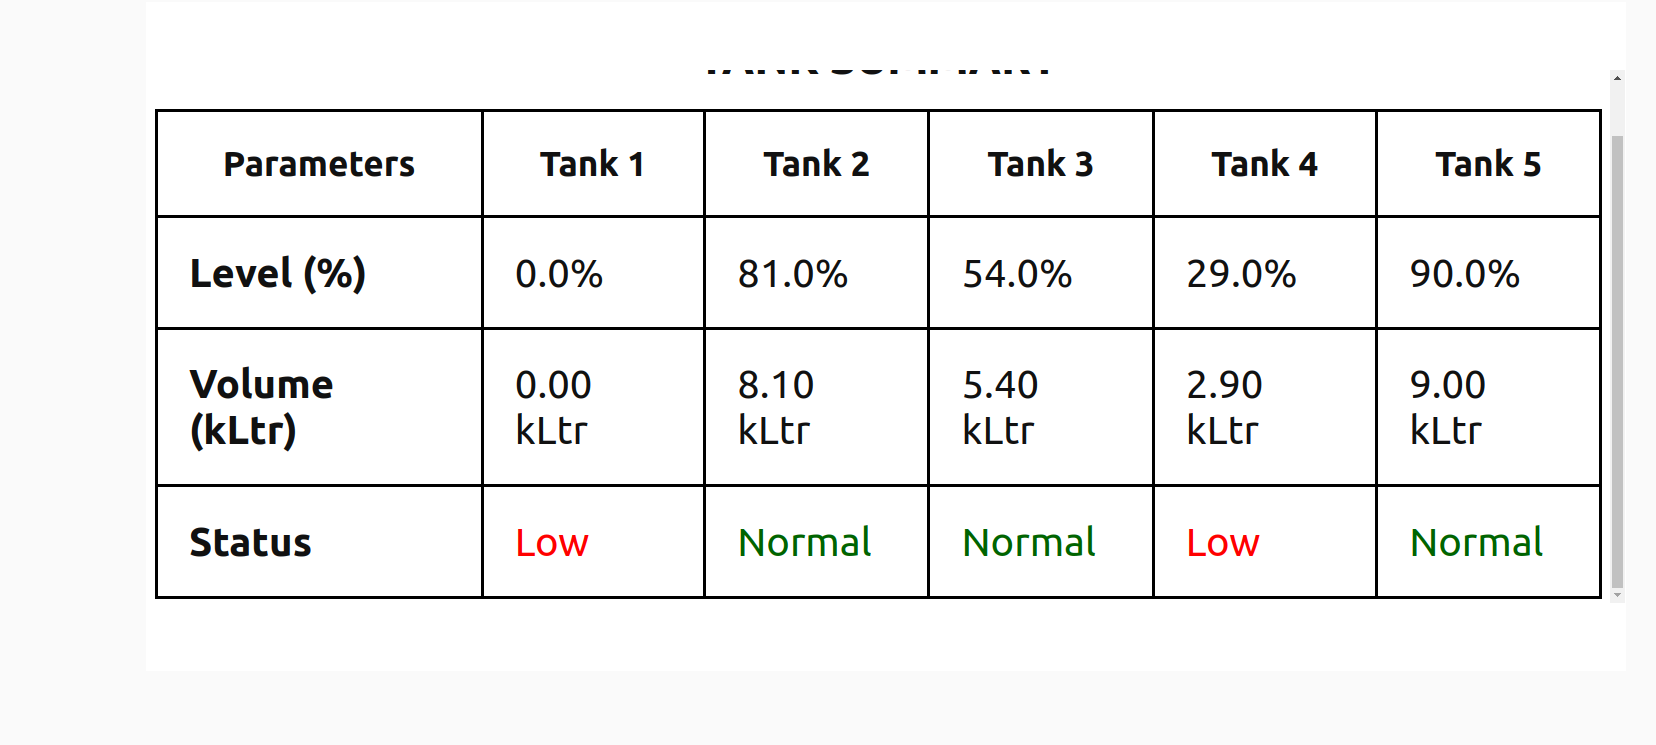 TANK SUMMARY
Parameters Tank 1 Tank 2 Tank 3 Tank 4 Tank 5
Level (%) 0.0% 81.0% 54.0% 29.0% 90.0%
Volume (kLtr) 0.00 kLtr 8.10 kLtr 5.40 kLtr 2.90 kLtr 9.00 kLtr
Status Low Normal Normal Low Normal